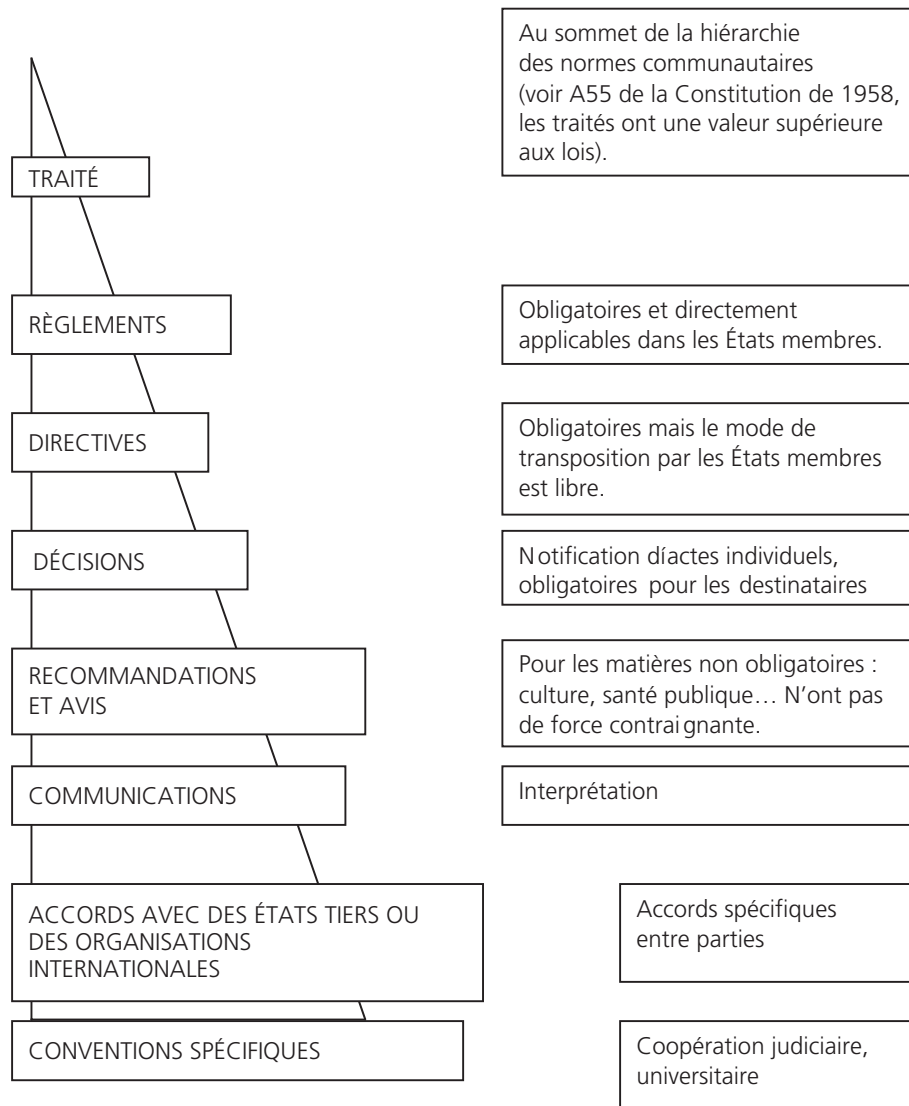 Au sommet de la hiérarchie
des normes communautaires
(voir A55 de la Constitution de 1958,
les traités ont une valeur supérieure
aux lois).
TRAITÉ
RÈGLEMENTS
Obligatoires et directement
applicables dans les États membres.
DIRECTIVES
Obligatoires mais le mode de
transposition par les États membres
est libre.
DÉCISIONS
Notification díactes individuels,
obligatoires pour les destinataires
RECOMMANDATIONS
ET AVIS
Pour les matières non obligatoires :
culture, santé publique… N’ont pas
de force contraignante.
COMMUNICATIONS
Interprétation
ACCORDS AVEC DES ÉTATS TIERS OU
DES ORGANISATIONS
INTERNATIONALES
Accords spécifiques
entre parties
CONVENTIONS SPÉCIFIQUES
Coopération judiciaire,
universitaire